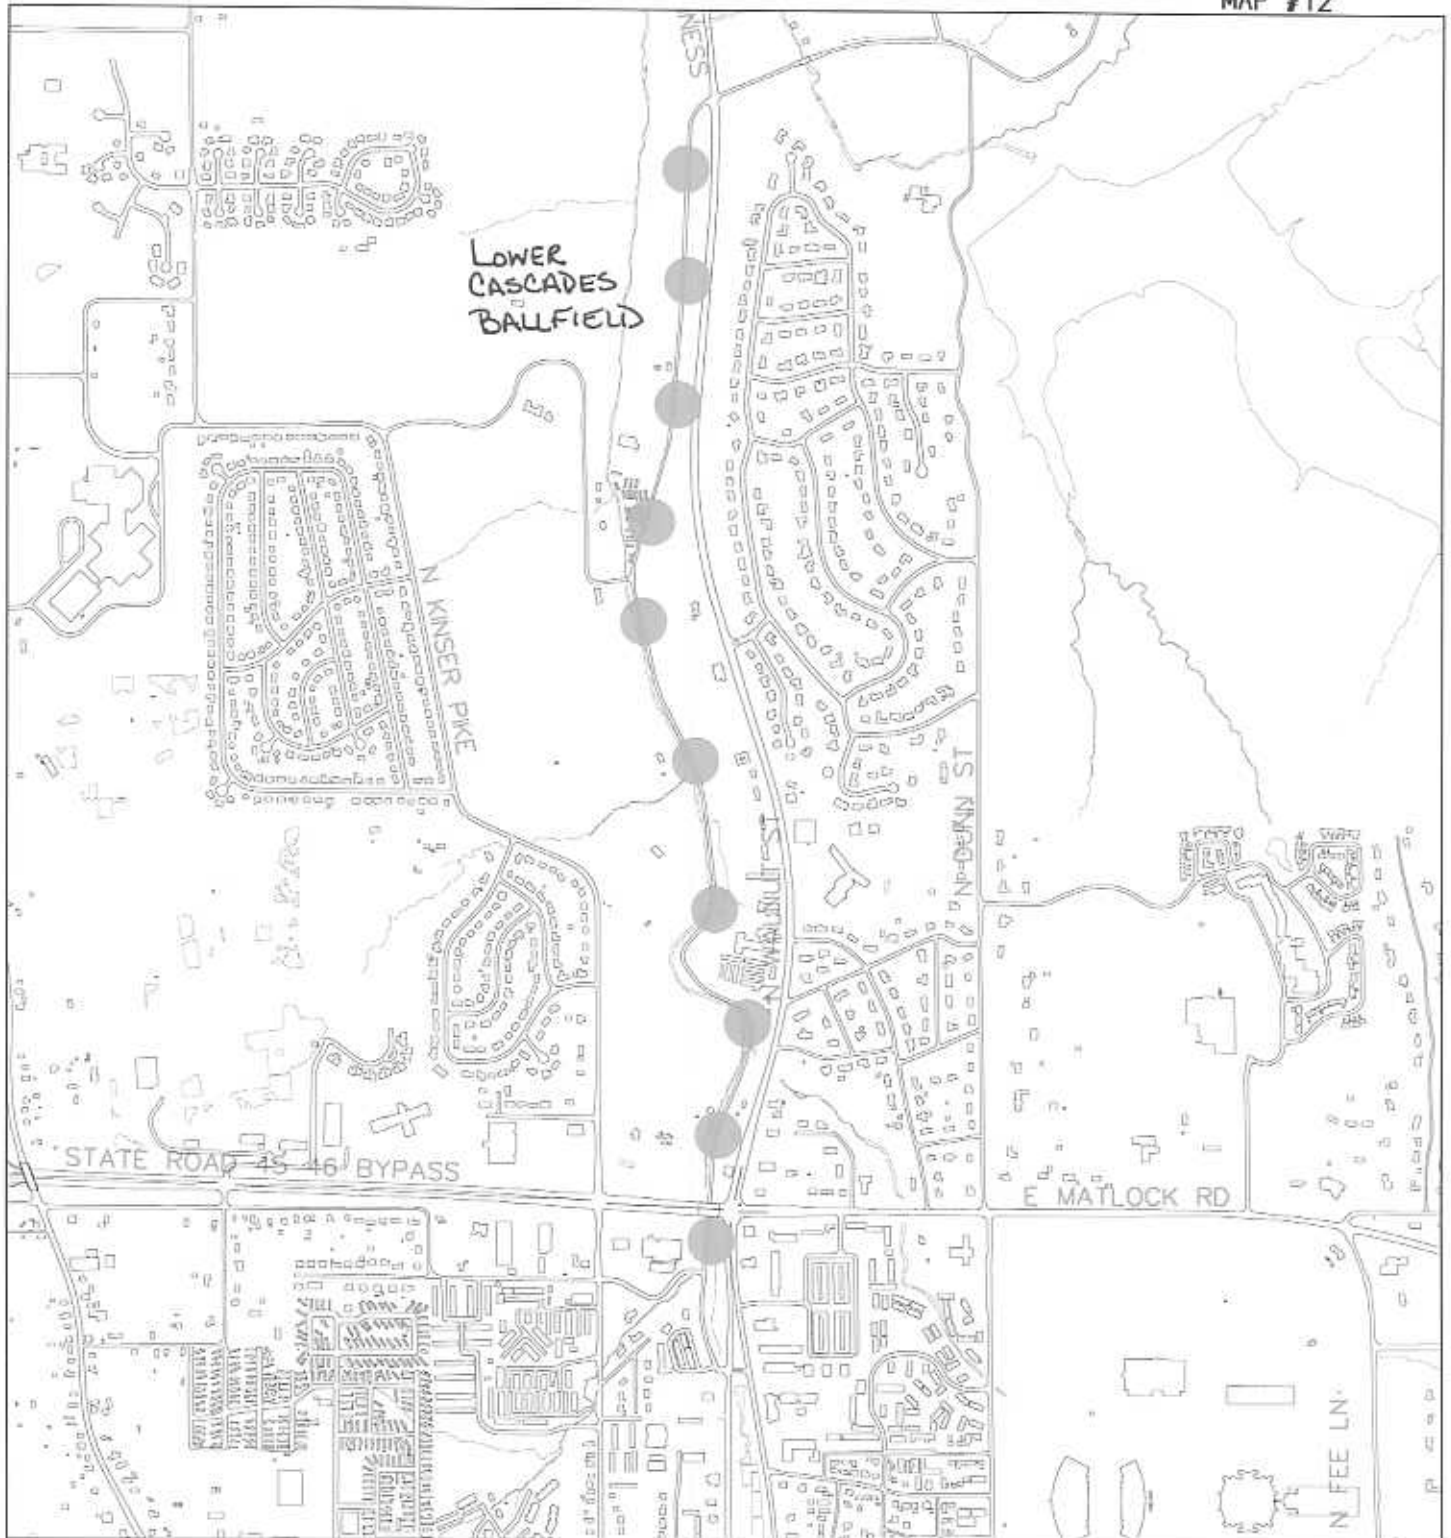 MAP #12
NESS
LOWER
CASCADES
BALLFIELD
N KINSER PIKE
N DUNN ST
N WALNUT ST
STATE ROAD 45 46 BYPASS
E MATLOCK RD
N FEE LN